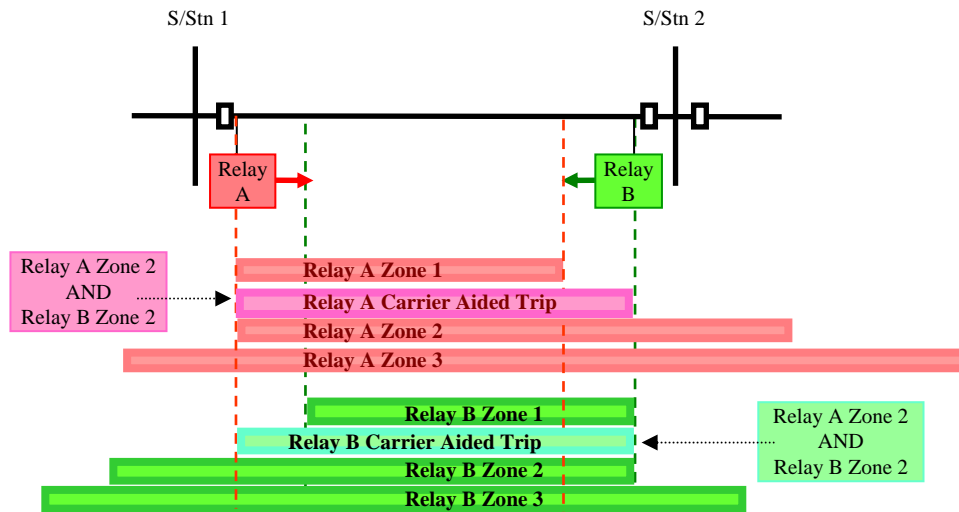 S/Stn 1
S/Stn 2
Relay
A
Relay
B
Relay A Zone 2
AND
Relay B Zone 2
Relay A Zone 1
Relay A Carrier Aided Trip
Relay A Zone 2
Relay A Zone 3
Relay B Zone 1
Relay B Carrier Aided Trip
Relay B Zone 2
Relay B Zone 3
Relay A Zone 2
AND
Relay B Zone 2